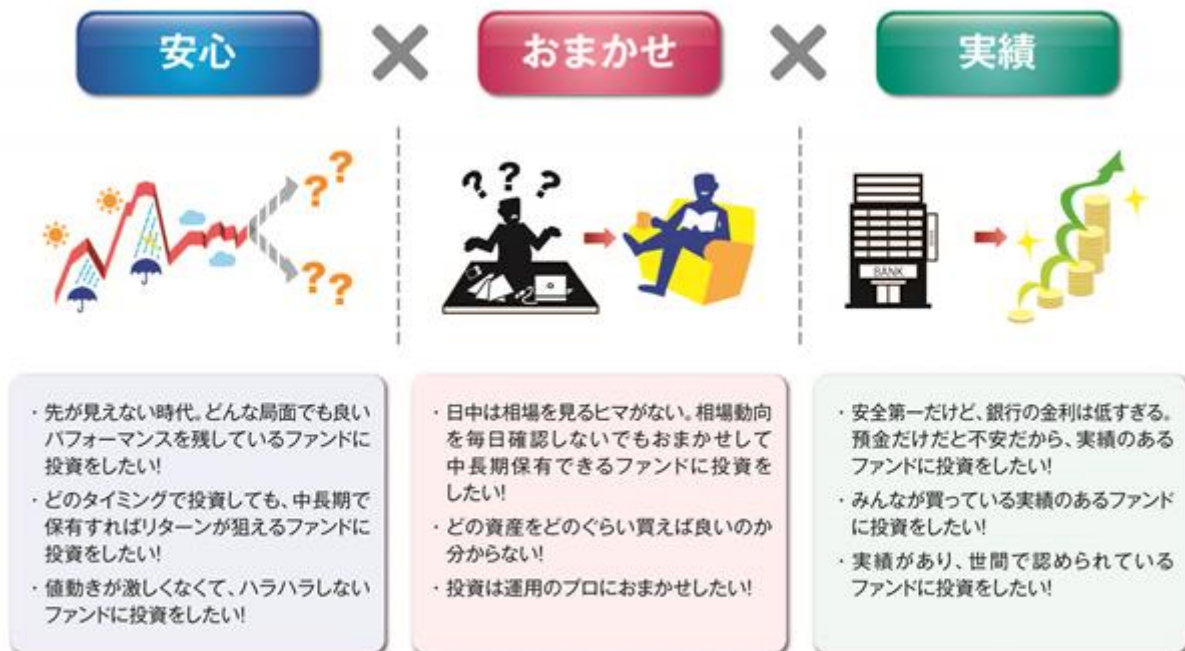 安心 × おまかせ × 実績
? ?
? ?
? ? ?
BANK
・先が見えない時代。どんな局面でも良い
パフォーマンスを残しているファンドに
投資をしたい!
・どのタイミングで投資しても、中長期で
保有すればリターンが狙えるファンドに
投資をしたい!
・値動きが激しくなくて、ハラハラしない
ファンドに投資をしたい!
・日中は相場を見るヒマがない。相場動向
を毎日確認しないでもおまかせして
中長期保有できるファンドに投資を
したい!
・どの資産をどのぐらい買えば良いのか
分からない!
・投資は運用のプロにおまかせしたい!
・安全第一だけど、銀行の金利は低すぎる。
預金だけだと不安だから、実績のある
ファンドに投資をしたい!
・みんなが買っている実績のあるファンド
に投資をしたい!
・実績があり、世間で認められている
ファンドに投資をしたい!